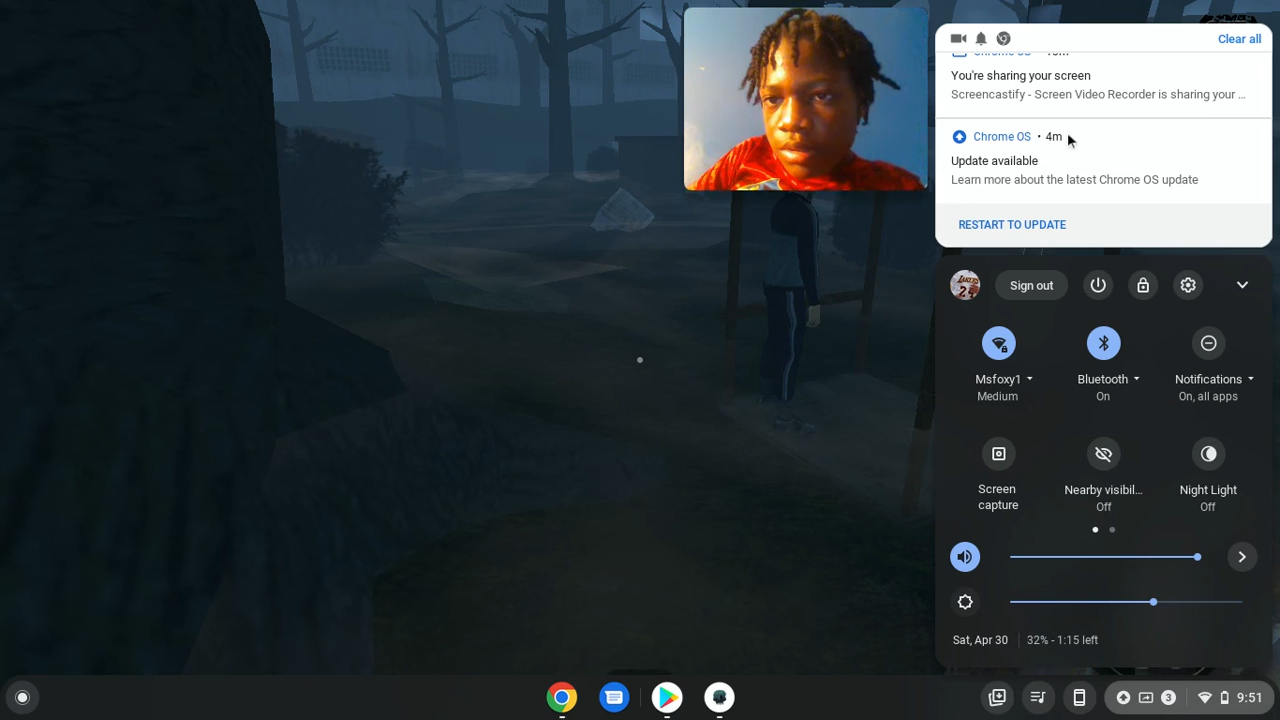 Clear all
You're sharing your screen
Screencastify - Screen Video Recorder is sharing your …
Chrome OS • 4m
Update available
Learn more about the latest Chrome OS update
RESTART TO UPDATE
Sign out
Msfoxy1
Medium
Bluetooth
On
Notifications
On, all apps
Screen
capture
Nearby visibil...
Off
Night Light
Off
Sat, Apr 30
32% - 1:15 left
3
9:51